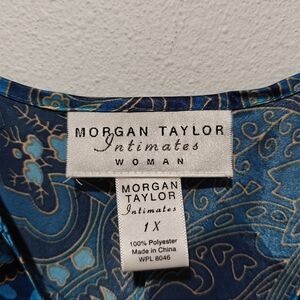 MORGAN TAYLOR
Intimates
WOMAN
MORGAN
TAYLOR
Intimates
1X
100% Polyester
Made in China
WPL 8046